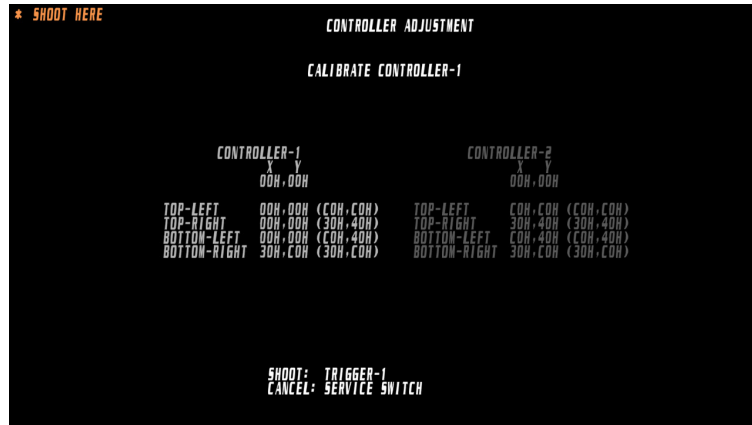 * SHOOT HERE
CONTROLLER ADJUSTMENT
CALIBRATE CONTROLLER-1
CONTROLLER-1 CONTROLLER-2
X Y X Y
00H,00H 00H,00H
TOP-LEFT 00H,00H (C0H,C0H) TOP-LEFT C0H,C0H (C0H,C0H)
TOP-RIGHT 00H,00H (30H,40H) TOP-RIGHT 30H,40H (30H,40H)
BOTTOM-LEFT 00H,00H (C0H,40H) BOTTOM-LEFT C0H,40H (C0H,40H)
BOTTOM-RIGHT 30H,C0H (30H,C0H) BOTTOM-RIGHT 30H,C0H (30H,C0H)
SHOOT: TRIGGER-1
CANCEL: SERVICE SWITCH